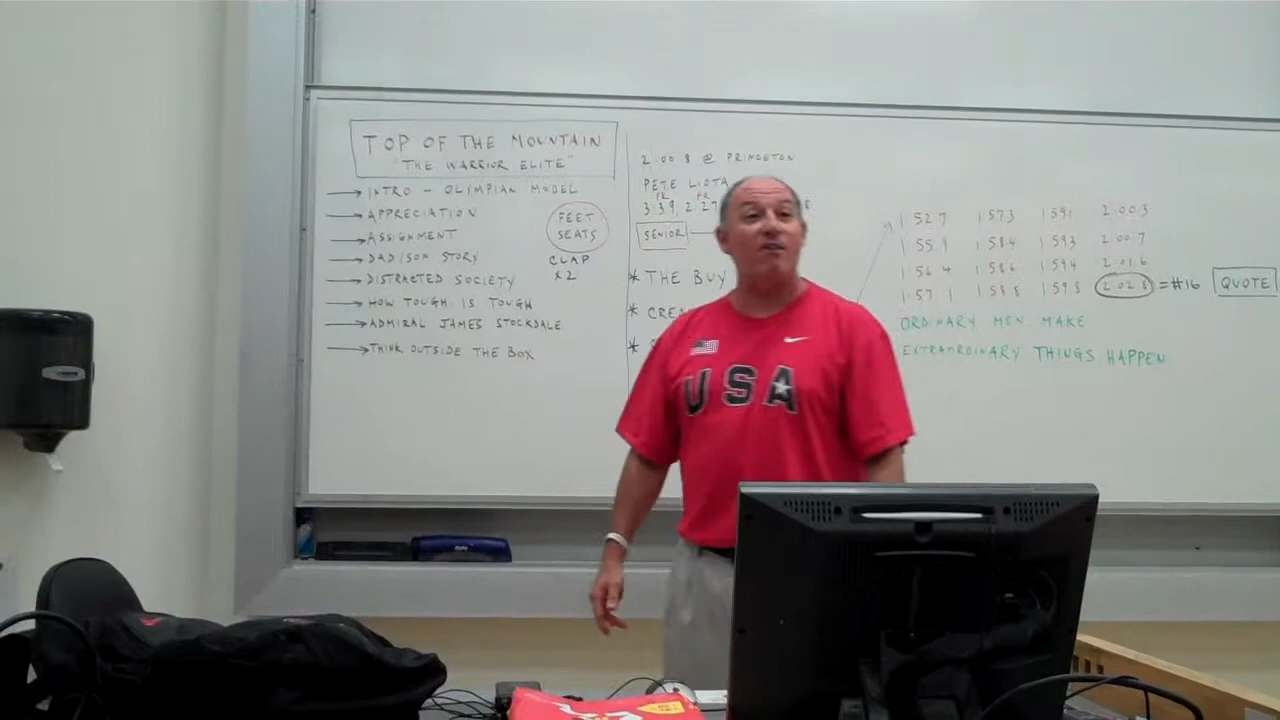 TOP OF THE MOUNTAIN
"THE WARRIOR ELITE"
INTRO - OLYMPIAN MODEL
APPRECIATION
ASSIGNMENT
DADISON STORY
DISTRACTED SOCIETY
HOW TOUGH IS TOUGH
ADMIRAL JAMES STOCKDALE
THINK OUTSIDE THE BOX
FEET
SEATS
CLAP
x2
2:00 8 @ PRINCETON
PETE LIOTA
FR FR
3:39, 2:27
SENIOR
* THE BUY
* CREA
*
1:52 7 1:57 3 1:59 1 2:00 3
1:55 9 1:58 4 1:59 3 2:00 7
1:56 4 1:58 6 1:59 4 2:01 6
1:57 1 1:58 8 1:59 8 2:02 8 = #16 QUOTE
ORDINARY MEN MAKE
EXTRAORDINARY THINGS HAPPEN
USA